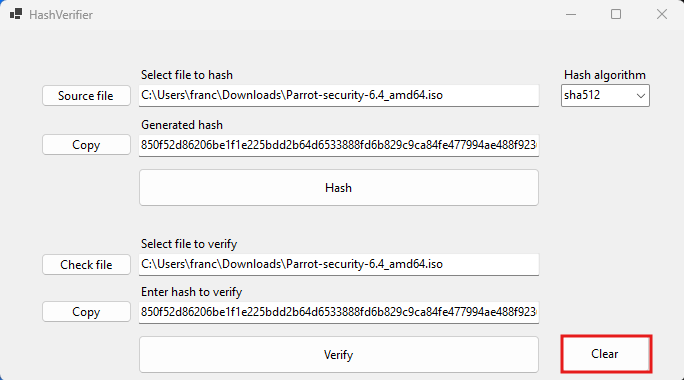 HashVerifier
Select file to hash
Hash algorithm
Source file
C:\Users\franc\Downloads\Parrot-security-6.4_amd64.iso
sha512
Generated hash
Copy
850f52d86206be1f1e225bdd2b64d6533888fd6b829c9ca84fe477994ae488f923
Hash
Select file to verify
Check file
C:\Users\franc\Downloads\Parrot-security-6.4_amd64.iso
Enter hash to verify
Copy
850f52d86206be1f1e225bdd2b64d6533888fd6b829c9ca84fe477994ae488f923
Verify
Clear